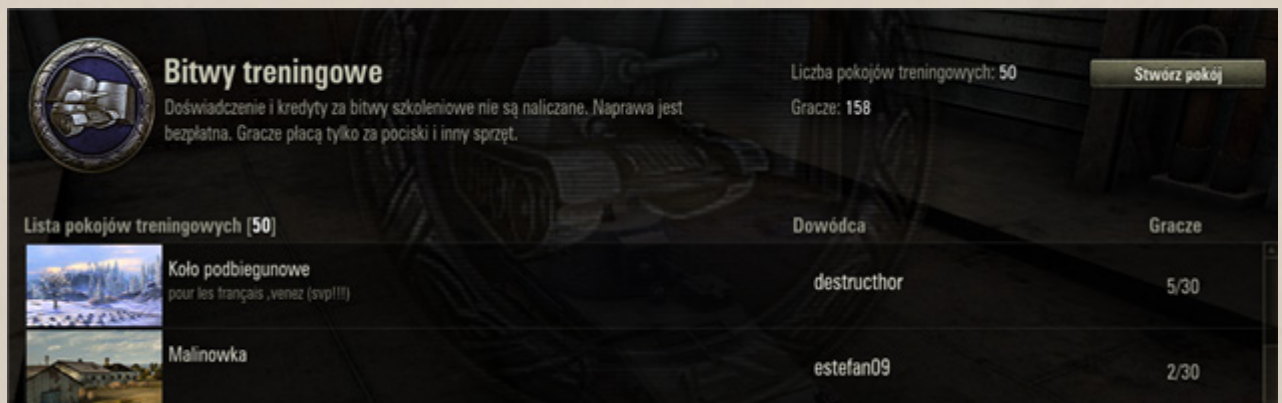 Bitwy treningowe
Doświadczenie i kredyty za bitwy szkoleniowe nie są naliczane. Naprawa jest
bezpłatna. Gracze płacą tylko za pociski i inny sprzęt.
Liczba pokojów treningowych: 50
Gracze: 158
Stwórz pokój
Lista pokojów treningowych [50]
Dowódca
Gracze
Koło podbiegunowe
pour les français ,venez (svp!!!)
destructhor
5/30
Malinowka
estefan09
2/30